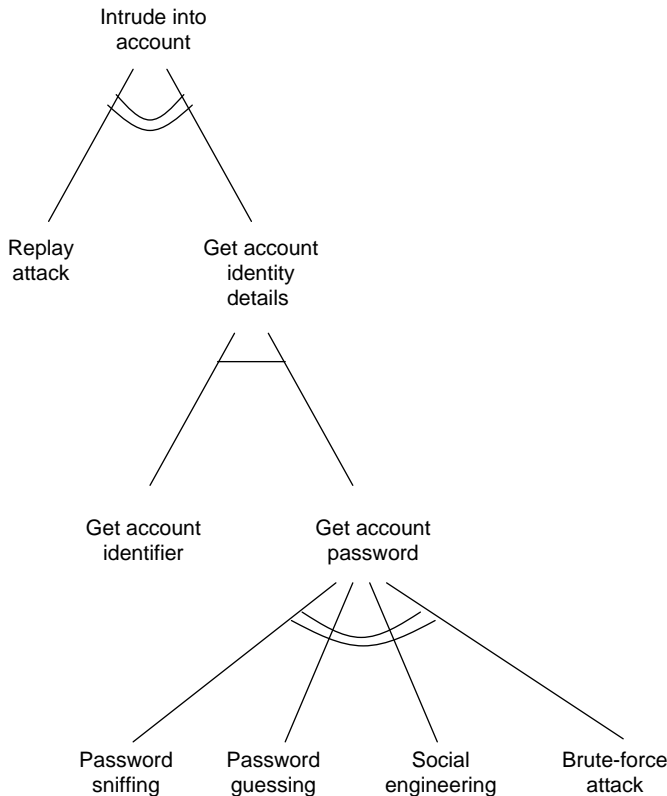 Intrude into
account
Replay
attack
Get account
identity
details
Get account
identifier
Get account
password
Password
sniffing
Password
guessing
Social
engineering
Brute-force
attack